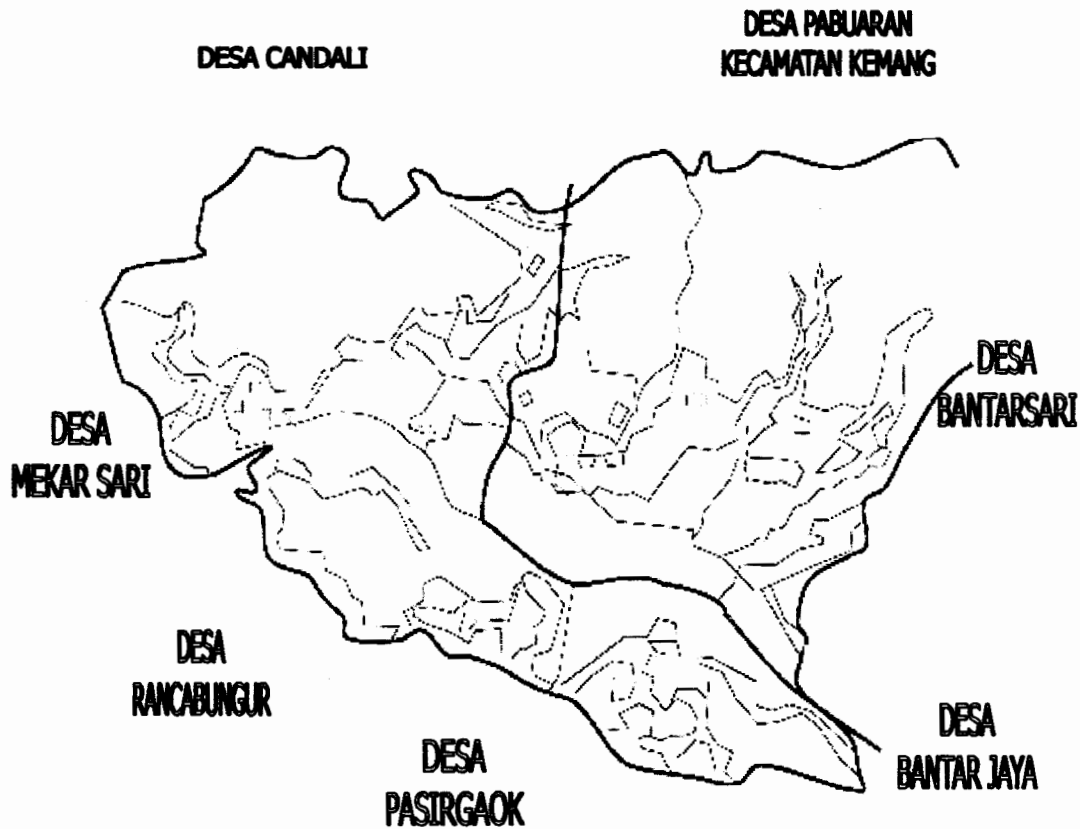 DESA CANDALI
DESA PABUARAN
KECAMATAN KEMANG
DESA
BANTARSARI
DESA
MEKAR SARI
DESA
RANCABUNGUR
DESA
BANTAR JAYA
DESA
PASIRGAOK